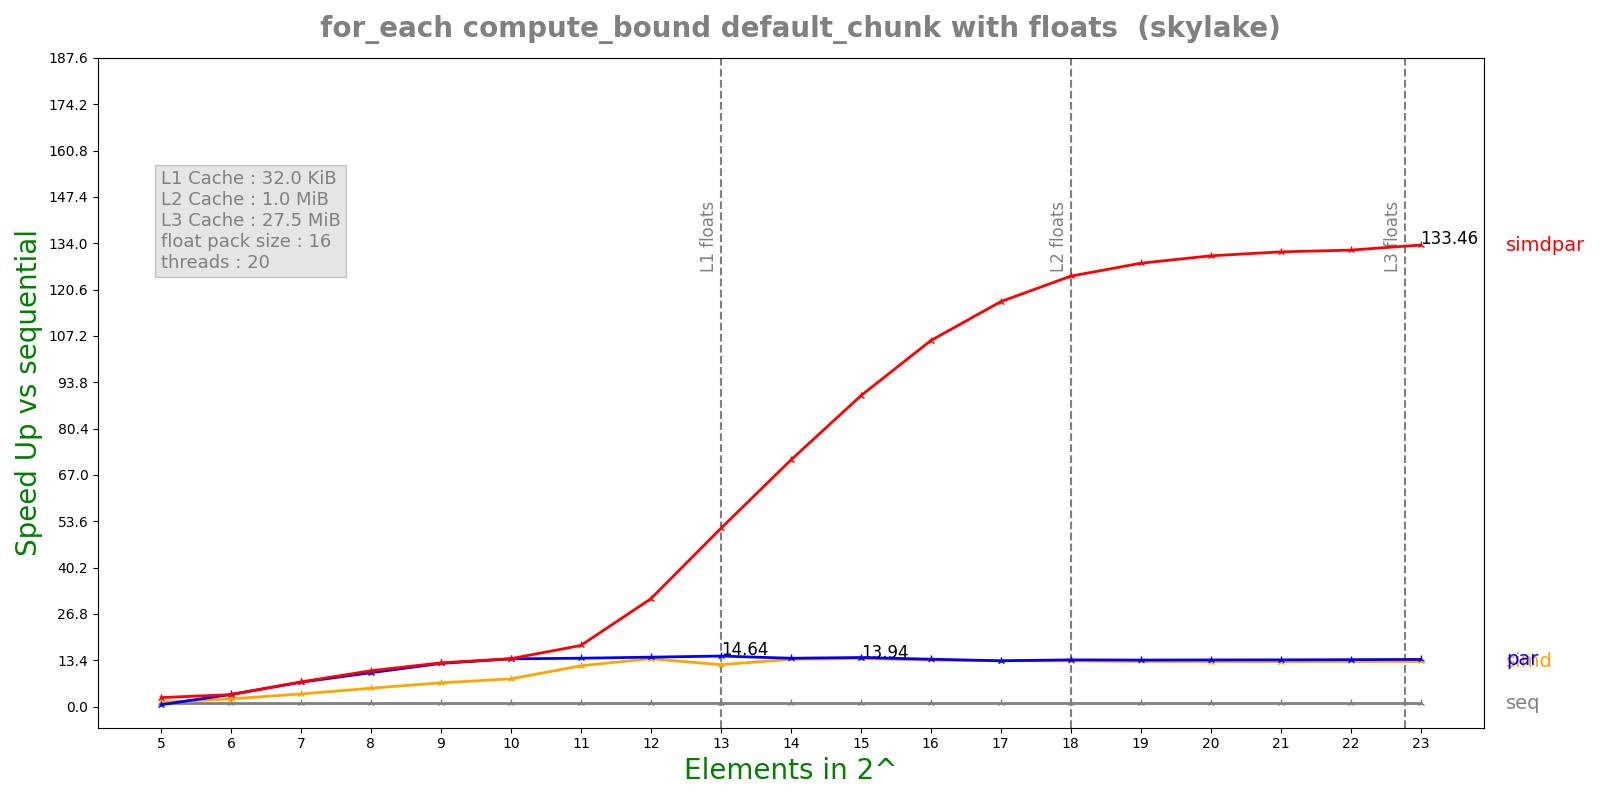 for_each compute_bound default_chunk with floats (skylake)
Speed Up vs sequential
187.6
174.2
160.8
147.4
134.0
120.6
107.2
93.8
80.4
67.0
53.6
40.2
26.8
13.4
0.0
L1 Cache : 32.0 KiB
L2 Cache : 1.0 MiB
L3 Cache : 27.5 MiB
float pack size : 16
threads : 20
L1 floats
L2 floats
L3 floats
133.46
14.64
13.94
simdpar
par
simd
seq
5 6 7 8 9 10 11 12 13 14 15 16 17 18 19 20 21 22 23
Elements in 2^